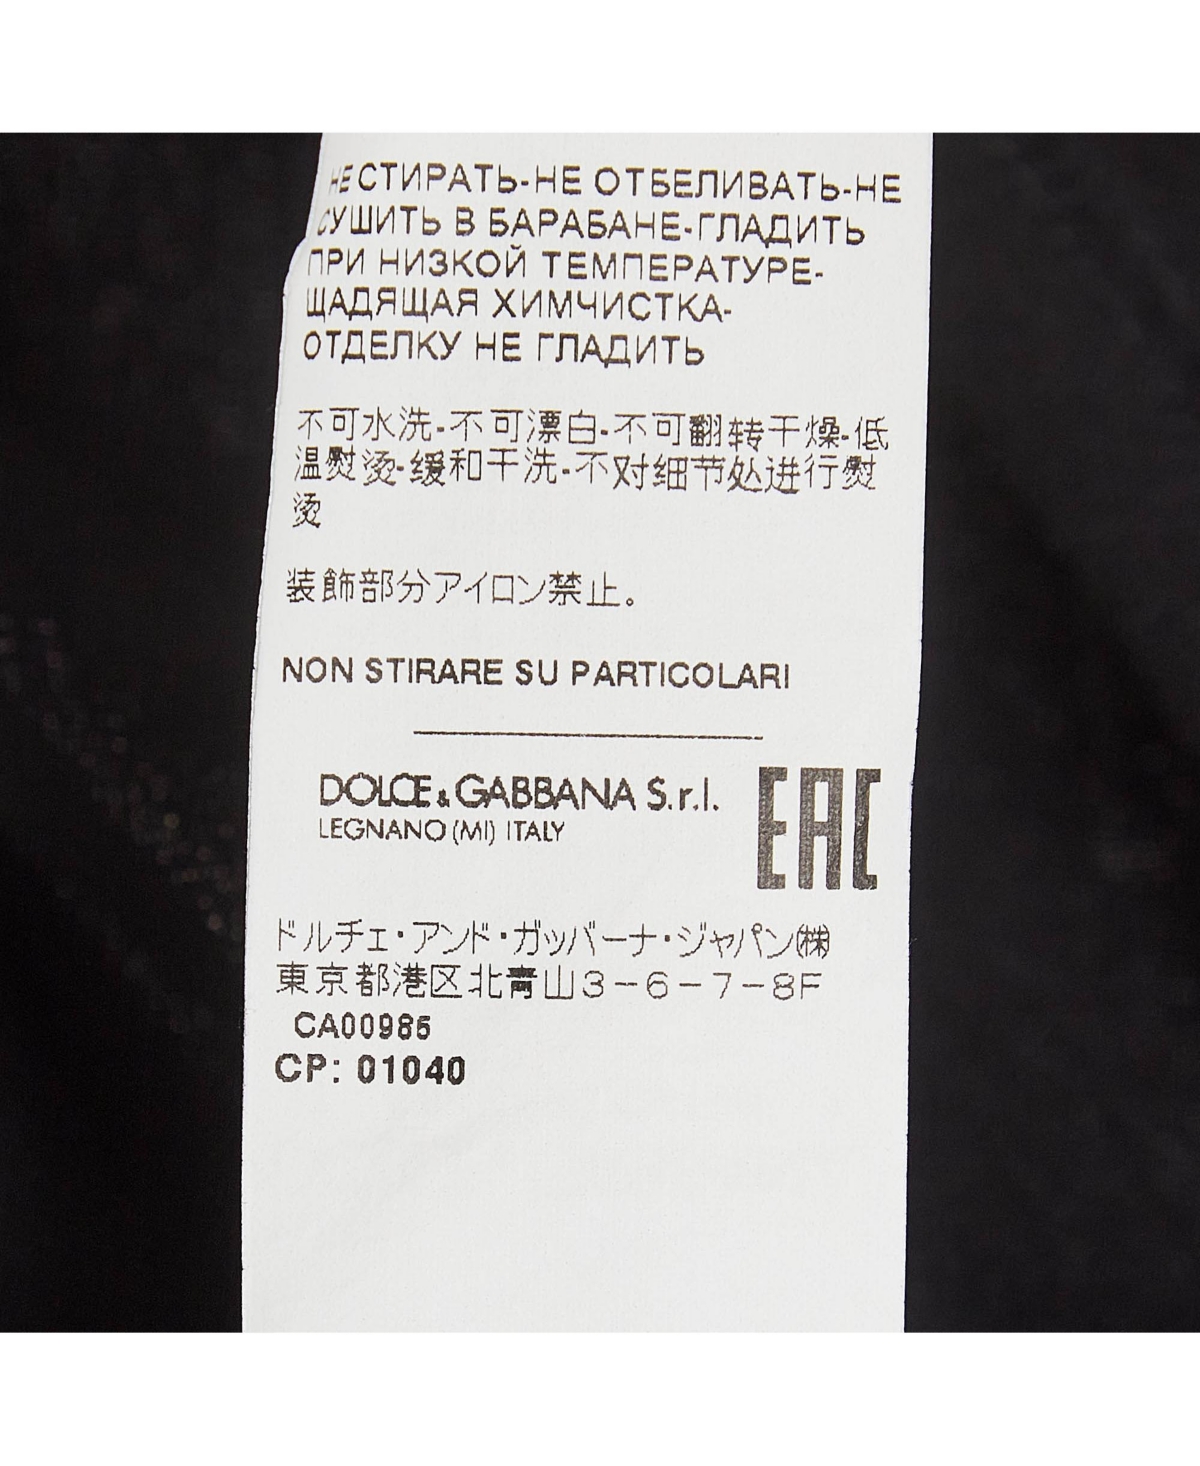 НЕ СТИРАТЬ-НЕ ОТБЕЛИВАТЬ-НЕ
СУШИТЬ В БАРАБАНЕ-ГЛАДИТЬ
ПРИ НИЗКОЙ ТЕМПЕРАТУРЕ-
ЩАДЯЩАЯ ХИМЧИСТКА-
ОТДЕЛКУ НЕ ГЛАДИТЬ
不可水洗-不可漂白-不可翻转干燥-低
温熨烫-缓和干洗-不对细节处进行熨
烫
装飾部分アイロン禁止。
NON STIRARE SU PARTICOLARI
DOLCE & GABBANA S.r.l.
LEGNANO (MI) ITALY
EAC
ドルチェ・アンド・ガッバーナ・ジャパン㈱
東京都港区北青山3-6-7-8F
CA00985
CP: 01040